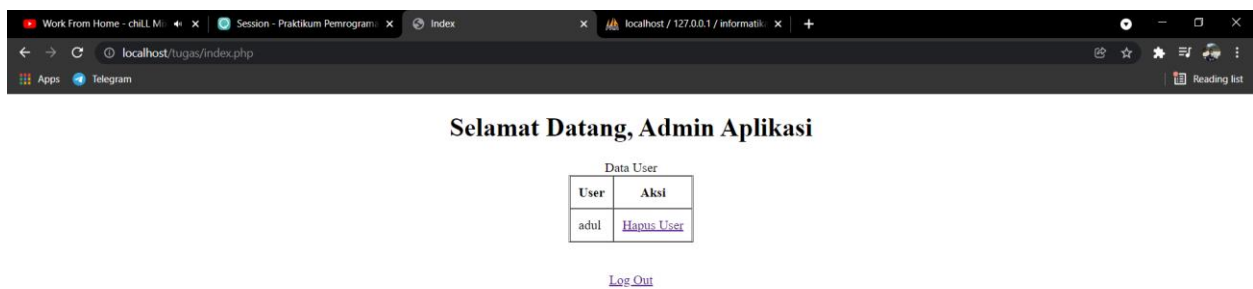 Work From Home - chiLL Mi
Session - Praktikum Pemrogram
Index
localhost / 127.0.0.1 / informatik
localhost/tugas/index.php
Apps
Telegram
Reading list
Selamat Datang, Admin Aplikasi
Data User
User Aksi
adul Hapus User
Log Out